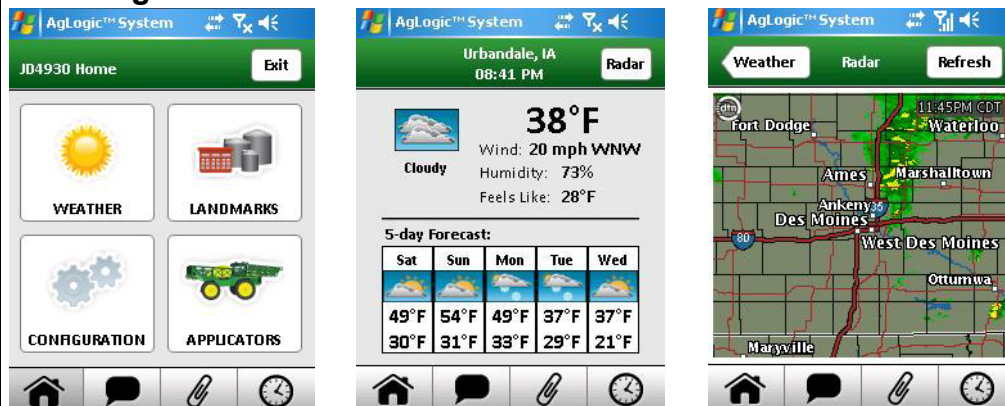 AgLogic™ System
JD4930 Home
Exit
WEATHER
LANDMARKS
CONFIGURATION
APPLICATORS
AgLogic™ System
Urbandale, IA
08:41 PM
Radar
38°F
Wind: 20 mph WNW
Cloudy
Humidity: 73%
Feels Like: 28°F
5-day Forecast:
Sat Sun Mon Tue Wed
49°F 54°F 49°F 37°F 37°F
30°F 31°F 33°F 29°F 21°F
AgLogic™ System
Weather
Radar
Refresh
dtn
11:45PM CDT
Fort Dodge
Waterloo
Ames
Marshalltown
Ankeny
35
Des Moines
80
West Des Moines
Ottumwa
Maryville